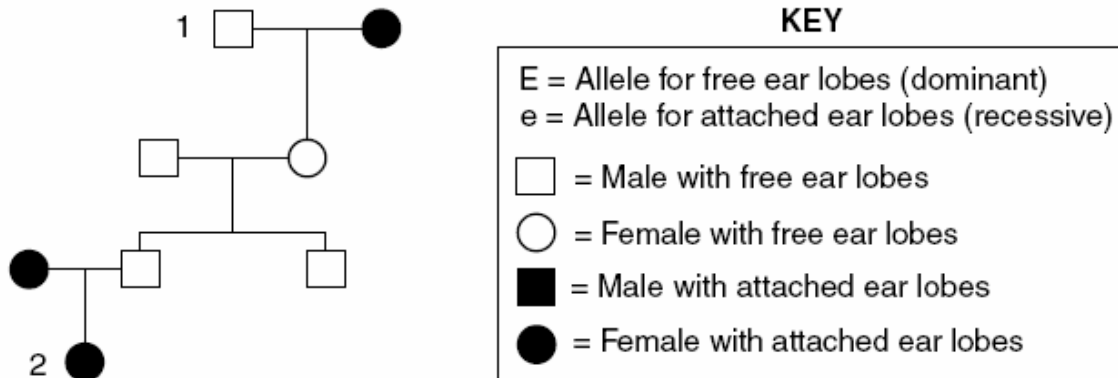 1
KEY
E = Allele for free ear lobes (dominant)
e = Allele for attached ear lobes (recessive)
= Male with free ear lobes
= Female with free ear lobes
= Male with attached ear lobes
= Female with attached ear lobes
2